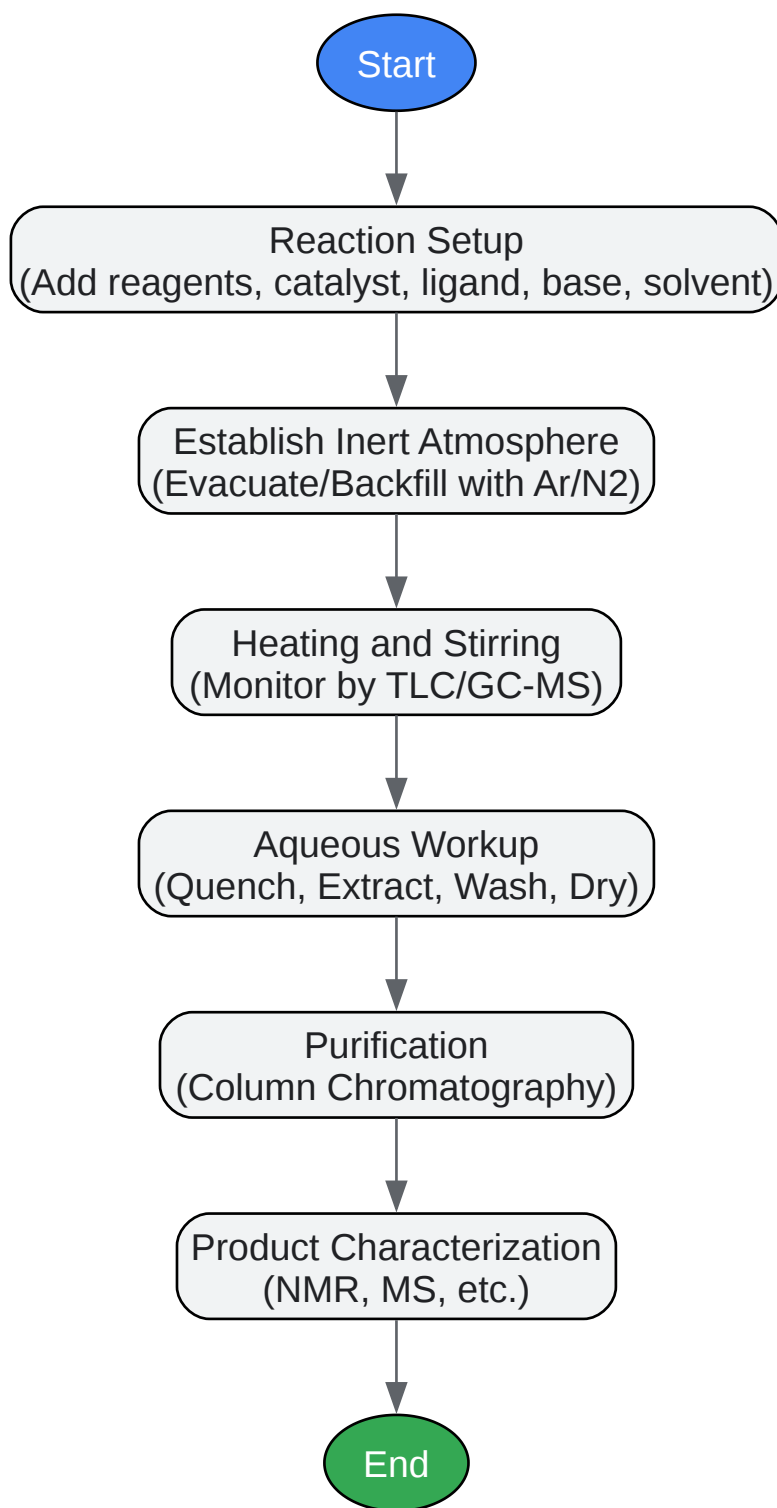 Start
Reaction Setup
(Add reagents, catalyst, ligand, base, solvent)
Establish Inert Atmosphere
(Evacuate/Backfill with Ar/N2)
Heating and Stirring
(Monitor by TLC/GC-MS)
Aqueous Workup
(Quench, Extract, Wash, Dry)
Purification
(Column Chromatography)
Product Characterization
(NMR, MS, etc.)
End